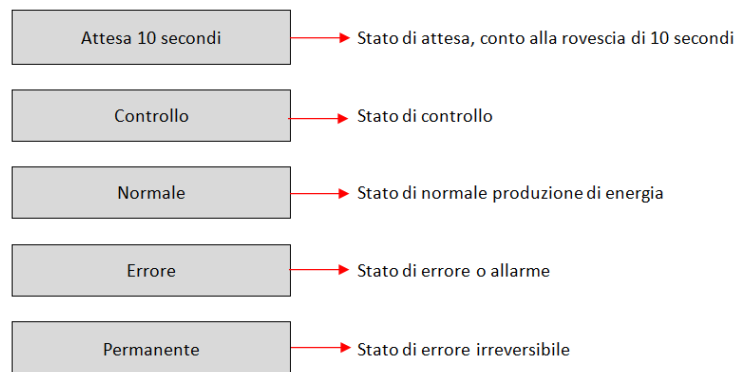 Attesa 10 secondi Stato di attesa, conto alla rovescia di 10 secondi
Controllo Stato di controllo
Normale Stato di normale produzione di energia
Errore Stato di errore o allarme
Permanente Stato di errore irreversibile